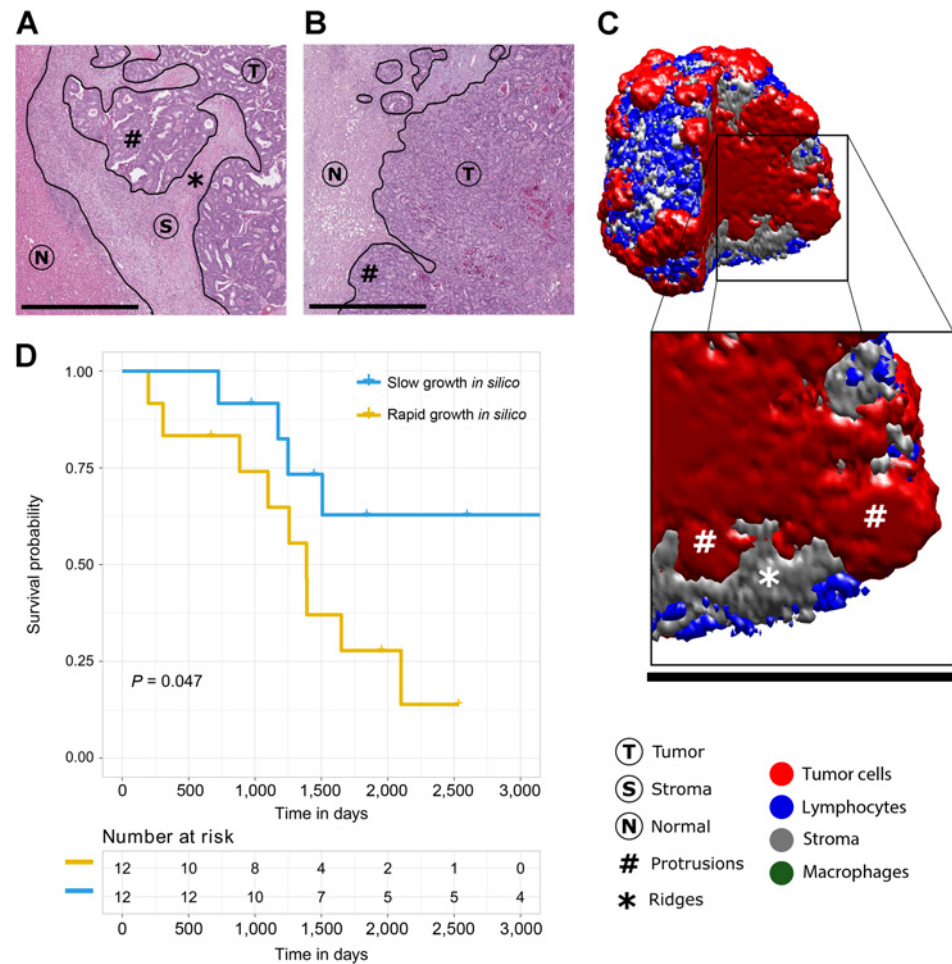 A
B
C
T
#
*
S
N
N
T
#
#
#
*
D
1.00
0.75
0.50
0.25
0.00
Survival probability
Slow growth in silico
Rapid growth in silico
P = 0.047
0 500 1,000 1,500 2,000 2,500 3,000
Time in days
Number at risk
12 10 8 4 2 1 0
12 12 10 7 5 5 4
0 500 1,000 1,500 2,000 2,500 3,000
Time in days
T Tumor
S Stroma
N Normal
# Protrusions
* Ridges
Tumor cells
Lymphocytes
Stroma
Macrophages